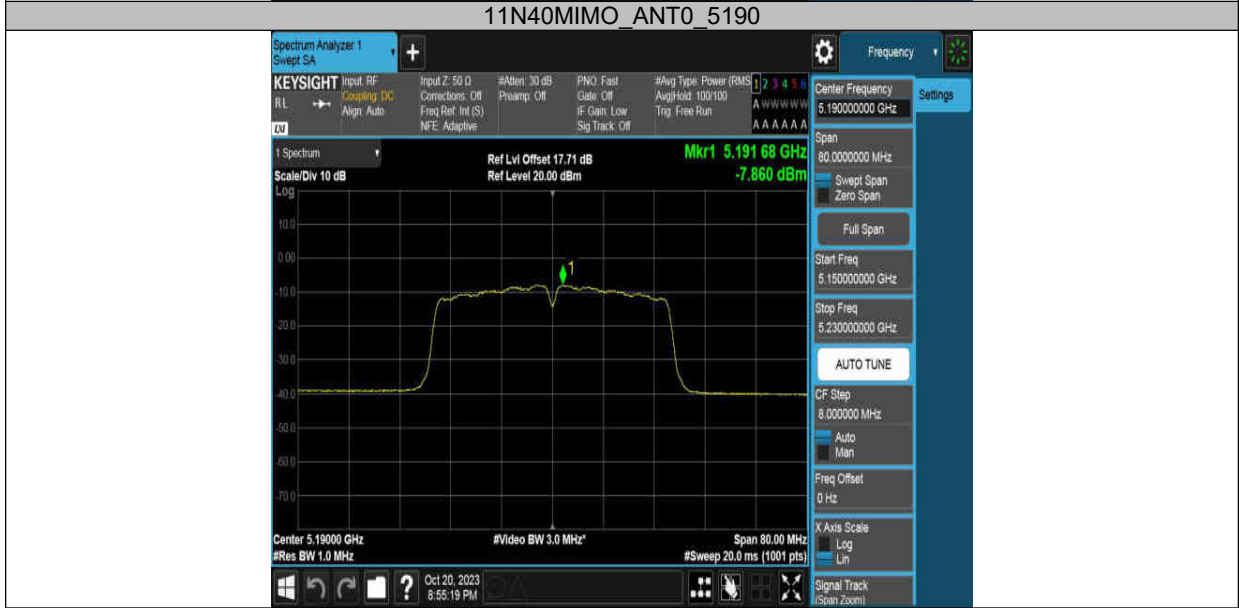 11N40MIMO_ANT0_5190
Spectrum Analyzer 1
Swept SA
Frequency
KEYSIGHT
RL
LXI
Input: RF
Coupling: DC
Align: Auto
Input Z: 50 Ω
Corrections: Off
Freq Ref: Int (S)
NFE: Adaptive
#Atten: 30 dB
Preamp: Off
PNO: Fast
Gate: Off
IF Gain: Low
Sig Track: Off
#Avg Type: Power (RMS
Avg|Hold: 100/100
Trig: Free Run
1 2 3 4 5 6
A W W W W W
A A A A A A
1 Spectrum
Scale/Div 10 dB
Log
Ref Lvl Offset 17.71 dB
Ref Level 20.00 dBm
Mkr1 5.191 68 GHz
-7.860 dBm
10.0
0.00
-10.0
-20.0
-30.0
-40.0
-50.0
-60.0
-70.0
1
Center 5.19000 GHz
#Res BW 1.0 MHz
#Video BW 3.0 MHz*
Span 80.00 MHz
#Sweep 20.0 ms (1001 pts)
?
Oct 20, 2023
8:55:19 PM
Center Frequency
5.190000000 GHz
Settings
Span
80.0000000 MHz
Swept Span
Zero Span
Full Span
Start Freq
5.150000000 GHz
Stop Freq
5.230000000 GHz
AUTO TUNE
CF Step
8.000000 MHz
Auto
Man
Freq Offset
0 Hz
X Axis Scale
Log
Lin
Signal Track
(Span Zoom)